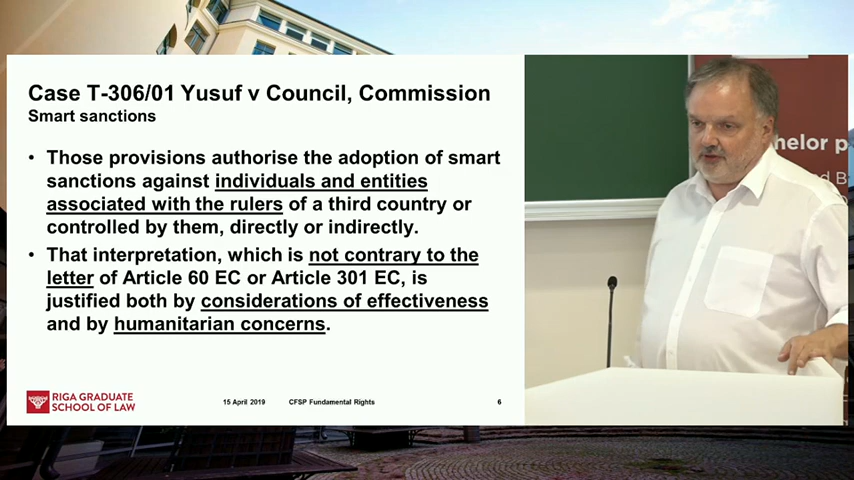 Case T-306/01 Yusuf v Council, Commission
Smart sanctions
• Those provisions authorise the adoption of smart
sanctions against individuals and entities
associated with the rulers of a third country or
controlled by them, directly or indirectly.
• That interpretation, which is not contrary to the
letter of Article 60 EC or Article 301 EC, is
justified both by considerations of effectiveness
and by humanitarian concerns.
RIGA GRADUATE
SCHOOL OF LAW
15 April 2019 CFSP Fundamental Rights 6
helor p
d B